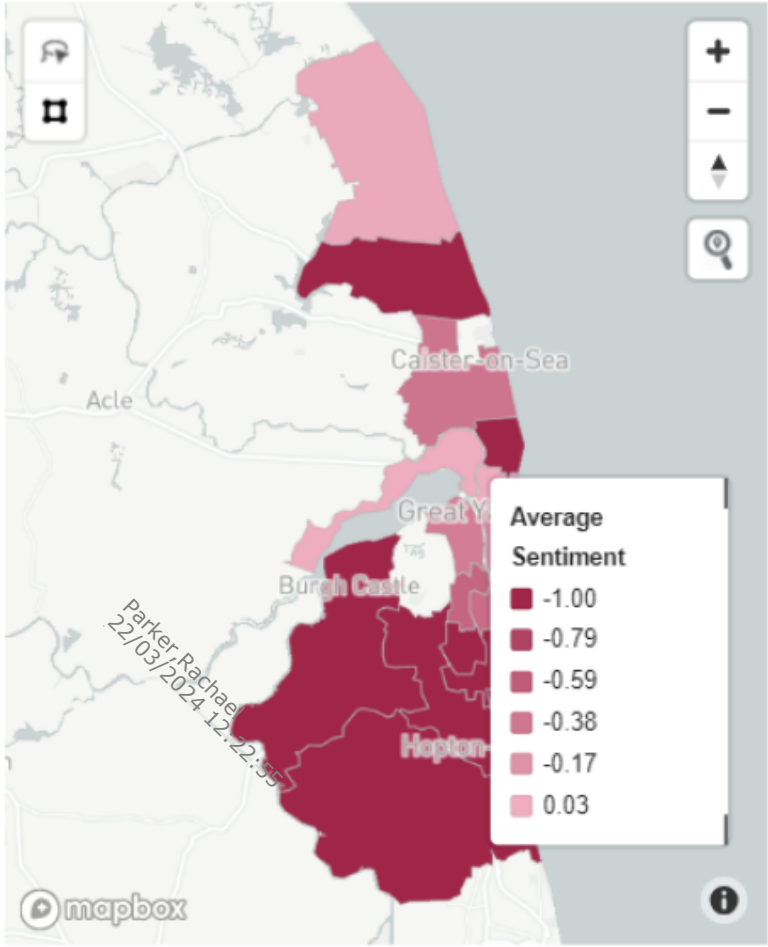 Caister-on-Sea
Acle
Great Y
Burgh Castle
Parker, Rachael
22/03/2024 12:22:55
Hopton-
Average
Sentiment
-1.00
-0.79
-0.59
-0.38
-0.17
0.03
mapbox